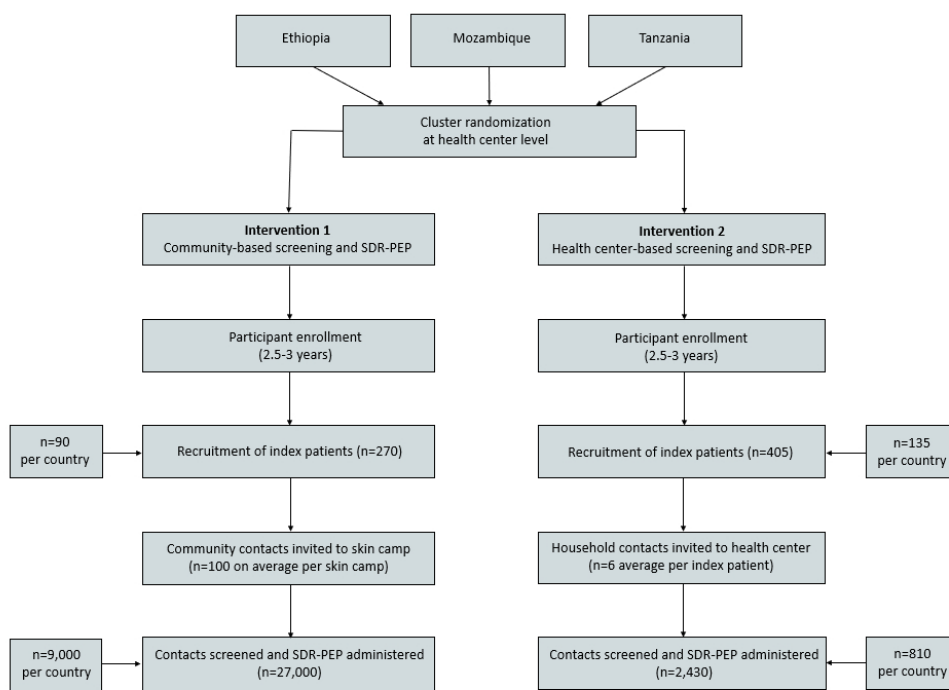 Ethiopia
Mozambique
Tanzania
Cluster randomization
at health center level
Intervention 1
Community-based screening and SDR-PEP
Intervention 2
Health center-based screening and SDR-PEP
Participant enrollment
(2.5-3 years)
Participant enrollment
(2.5-3 years)
n=90
per country
Recruitment of index patients (n=270)
Recruitment of index patients (n=405)
n=135
per country
Community contacts invited to skin camp
(n=100 on average per skin camp)
Household contacts invited to health center
(n=6 average per index patient)
n=9,000
per country
Contacts screened and SDR-PEP administered
(n=27,000)
Contacts screened and SDR-PEP administered
(n=2,430)
n=810
per country